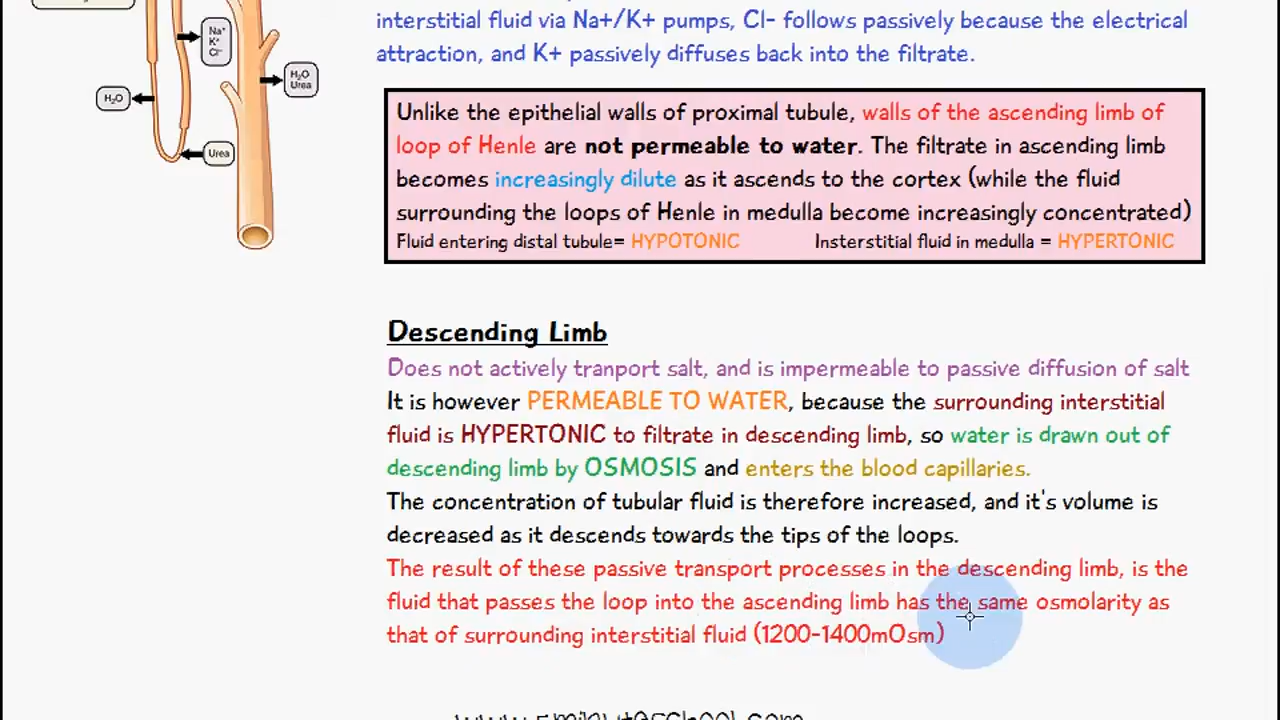 interstitial fluid via Na+/K+ pumps, Cl- follows passively because the electrical
attraction, and K+ passively diffuses back into the filtrate.
Na⁺
K⁺
Cl⁻
H₂O
Urea
H₂O
Urea
Unlike the epithelial walls of proximal tubule, walls of the ascending limb of
loop of Henle are not permeable to water. The filtrate in ascending limb
becomes increasingly dilute as it ascends to the cortex (while the fluid
surrounding the loops of Henle in medulla become increasingly concentrated)
Fluid entering distal tubule= HYPOTONIC Insterstitial fluid in medulla = HYPERTONIC
Descending Limb
Does not actively tranport salt, and is impermeable to passive diffusion of salt
It is however PERMEABLE TO WATER, because the surrounding interstitial
fluid is HYPERTONIC to filtrate in descending limb, so water is drawn out of
descending limb by OSMOSIS and enters the blood capillaries.
The concentration of tubular fluid is therefore increased, and it's volume is
decreased as it descends towards the tips of the loops.
The result of these passive transport processes in the descending limb, is the
fluid that passes the loop into the ascending limb has the same osmolarity as
that of surrounding interstitial fluid (1200-1400mOsm)